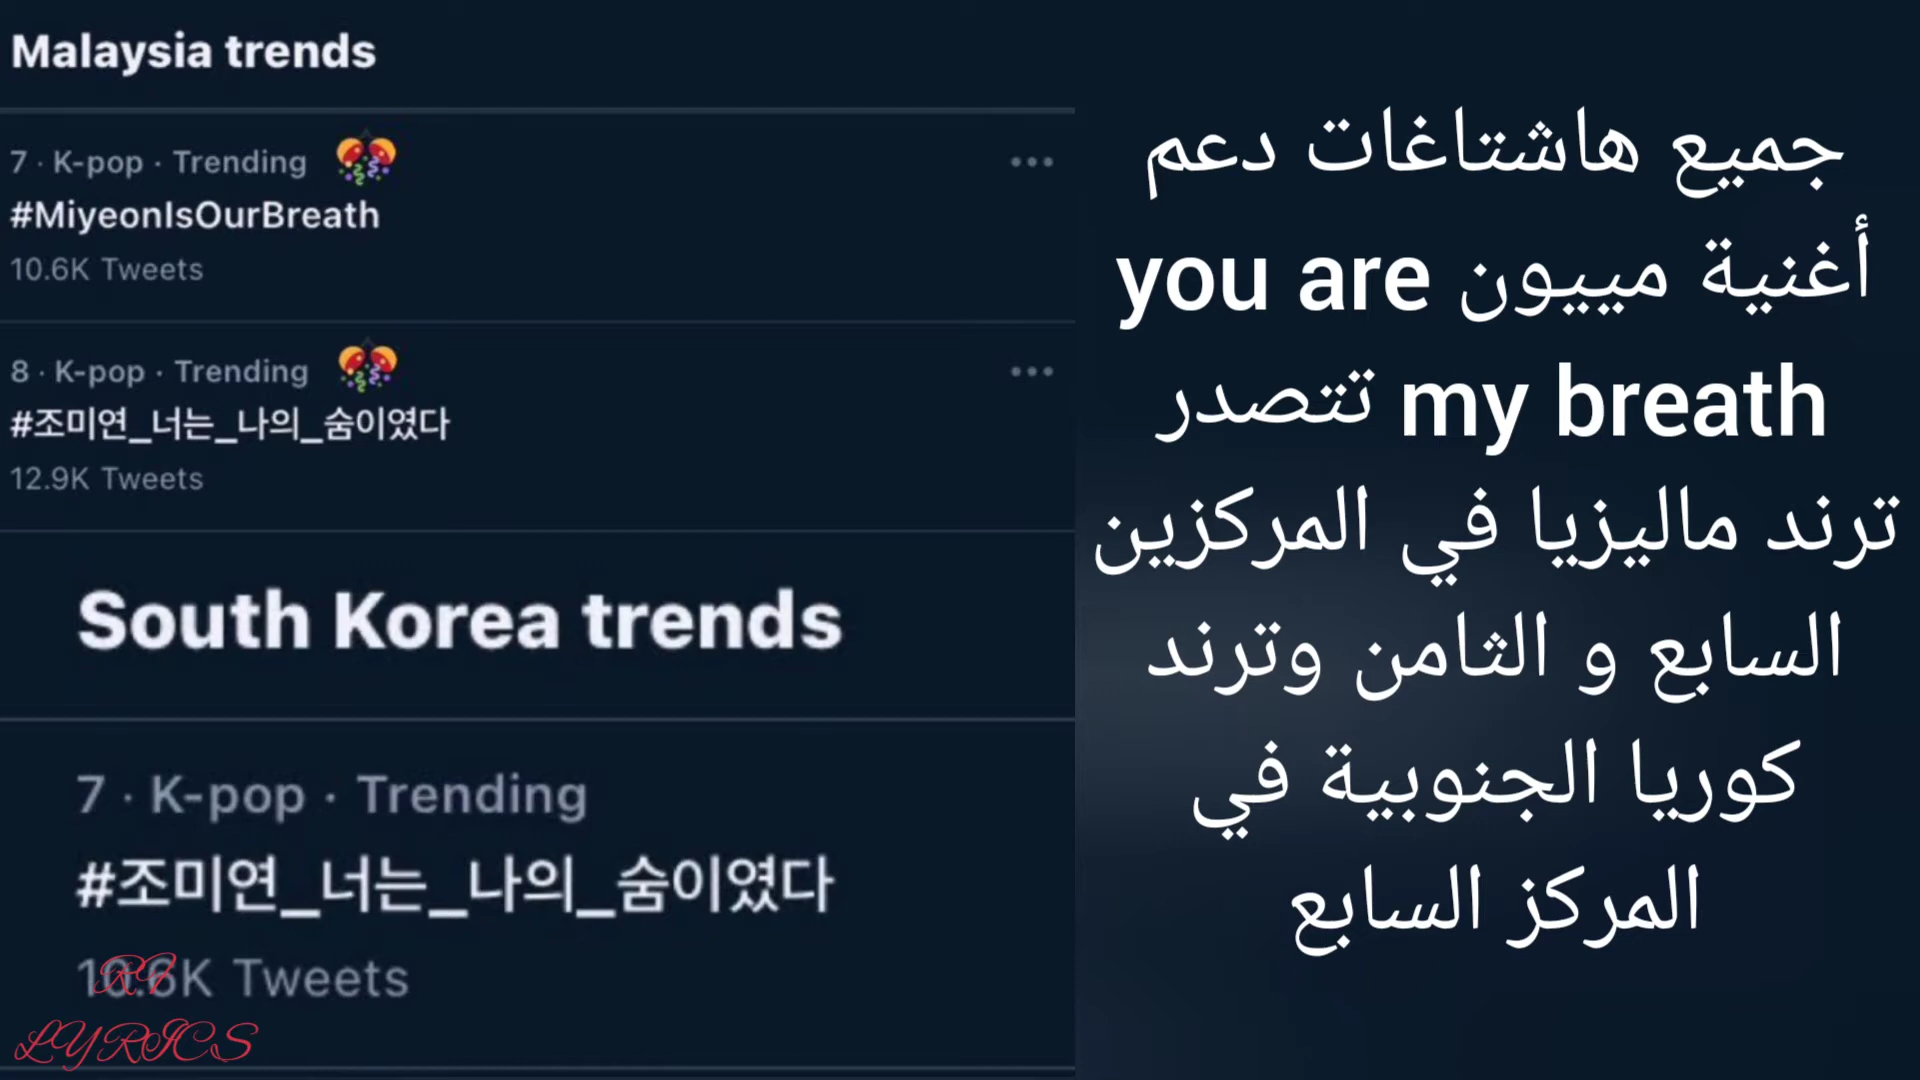 Malaysia trends
7 · K-pop · Trending
#MiyeonIsOurBreath
10.6K Tweets
8 · K-pop · Trending
#조미연_너는_나의_숨이였다
12.9K Tweets
South Korea trends
7 · K-pop · Trending
#조미연_너는_나의_숨이였다
10.6K Tweets
RJ
LYRICS
جميع هاشتاغات دعم
أغنية مييون you are
my breath تتصدر
ترند ماليزيا في المركزين
السابع و الثامن وترند
كوريا الجنوبية في
المركز السابع